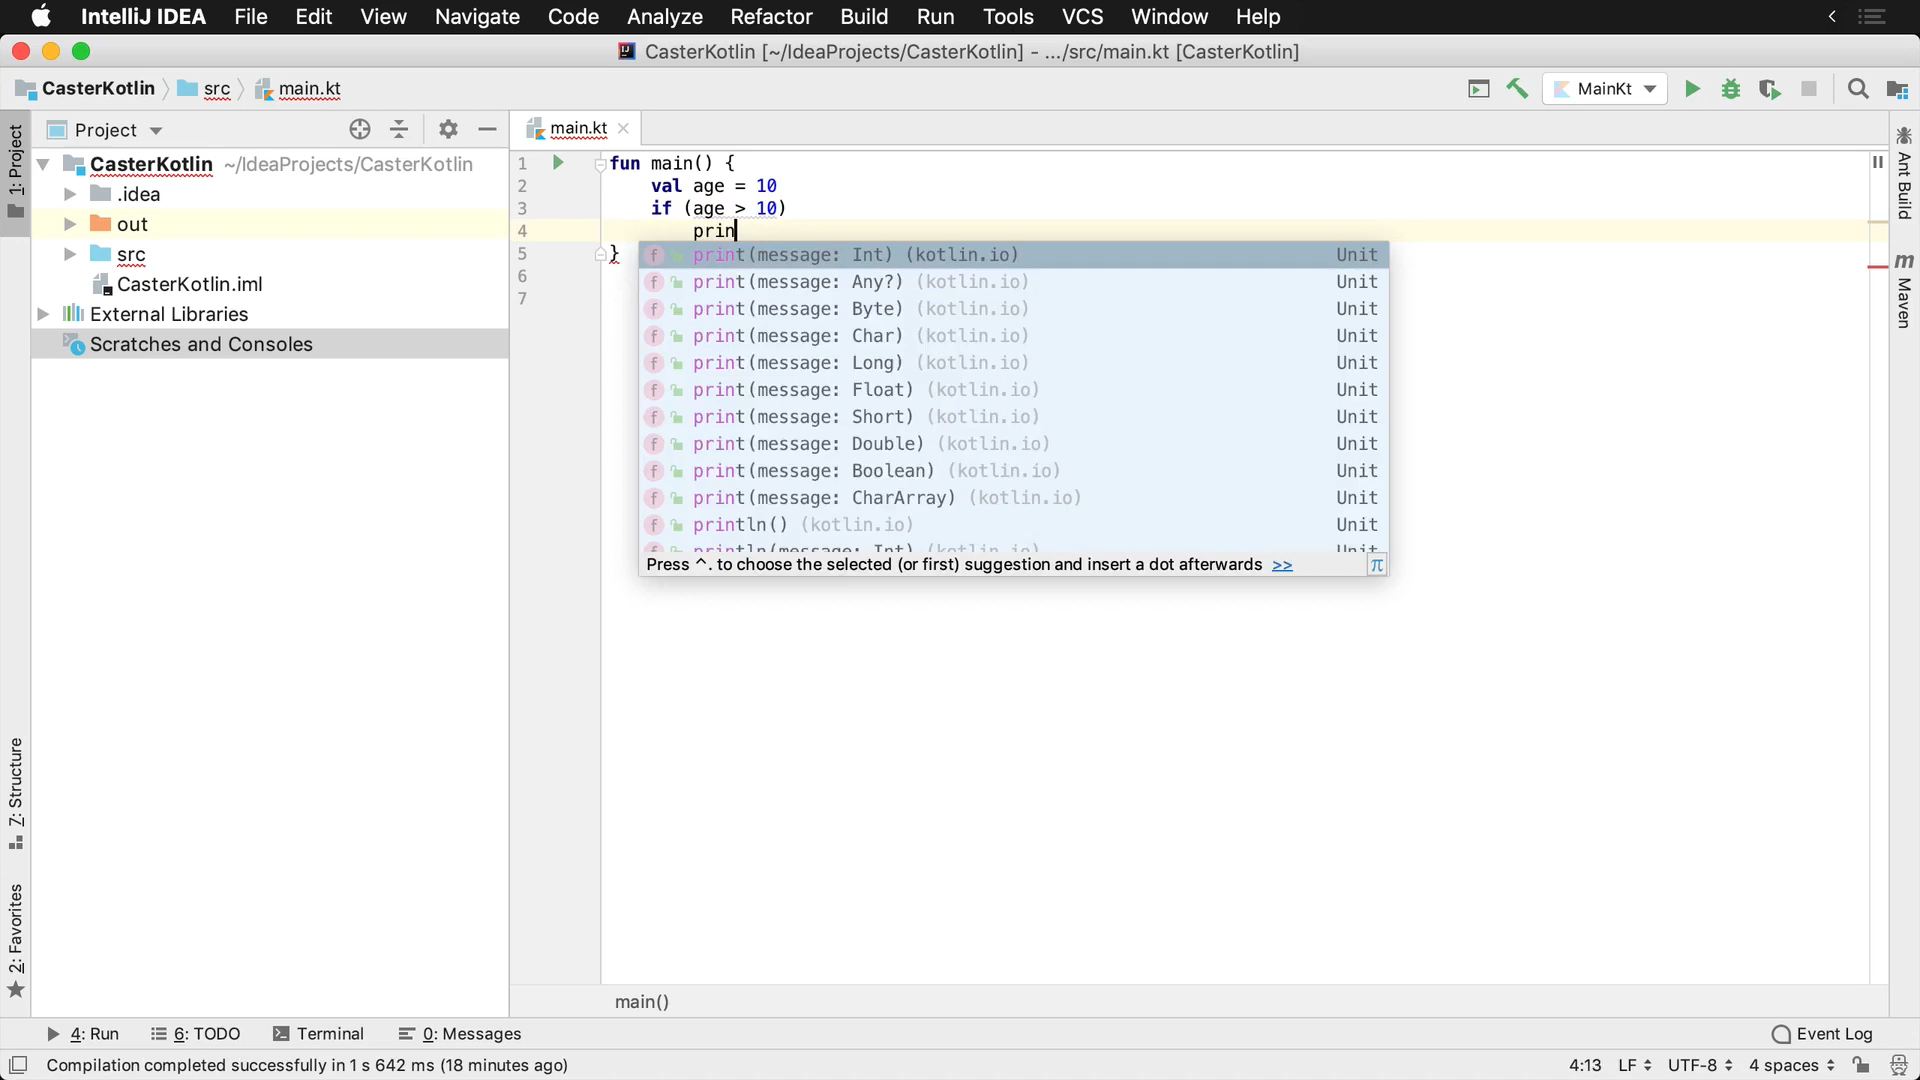 IntelliJ IDEA File Edit View Navigate Code Analyze Refactor Build Run Tools VCS Window Help
CasterKotlin [~/IdeaProjects/CasterKotlin] - .../src/main.kt [CasterKotlin]
CasterKotlin src main.kt MainKt
1: Project
Project
CasterKotlin ~/IdeaProjects/CasterKotlin
.idea
out
src
CasterKotlin.iml
External Libraries
Scratches and Consoles
main.kt
1 fun main() {
2 val age = 10
3 if (age > 10)
4 prin
5 }
6
7
f print(message: Int) (kotlin.io) Unit
f print(message: Any?) (kotlin.io) Unit
f print(message: Byte) (kotlin.io) Unit
f print(message: Char) (kotlin.io) Unit
f print(message: Long) (kotlin.io) Unit
f print(message: Float) (kotlin.io) Unit
f print(message: Short) (kotlin.io) Unit
f print(message: Double) (kotlin.io) Unit
f print(message: Boolean) (kotlin.io) Unit
f print(message: CharArray) (kotlin.io) Unit
f println() (kotlin.io) Unit
f println(message: Int) (kotlin.io) Unit
Press ^. to choose the selected (or first) suggestion and insert a dot afterwards >> π
Ant Build
m Maven
Z: Structure
2: Favorites
main()
4: Run 6: TODO Terminal 0: Messages Event Log
Compilation completed successfully in 1 s 642 ms (18 minutes ago) 4:13 LF UTF-8 4 spaces